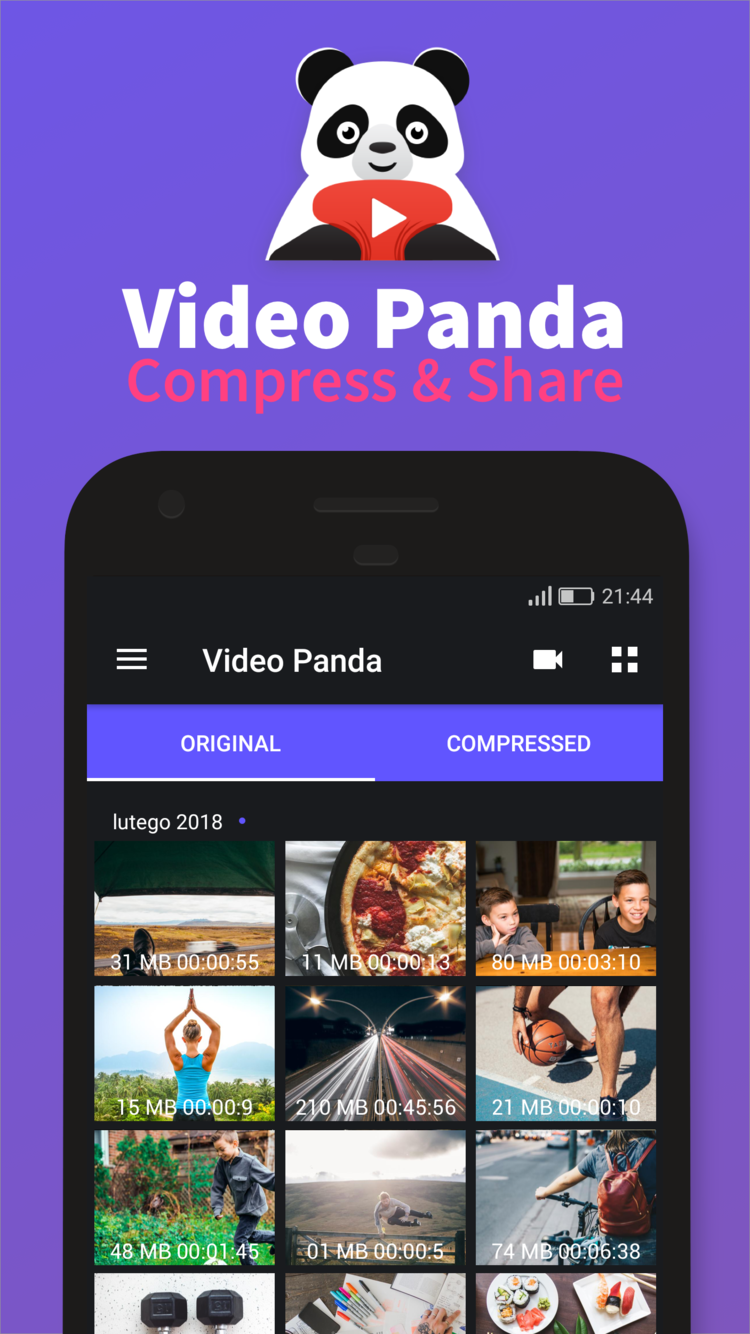 Video Panda
Compress & Share
21:44
Video Panda
ORIGINAL
COMPRESSED
lutego 2018
31 MB 00:00:55
11 MB 00:00:13
80 MB 00:03:10
15 MB 00:00:9
210 MB 00:45:56
21 MB 00:00:10
48 MB 00:01:45
01 MB 00:00:5
74 MB 00:06:38